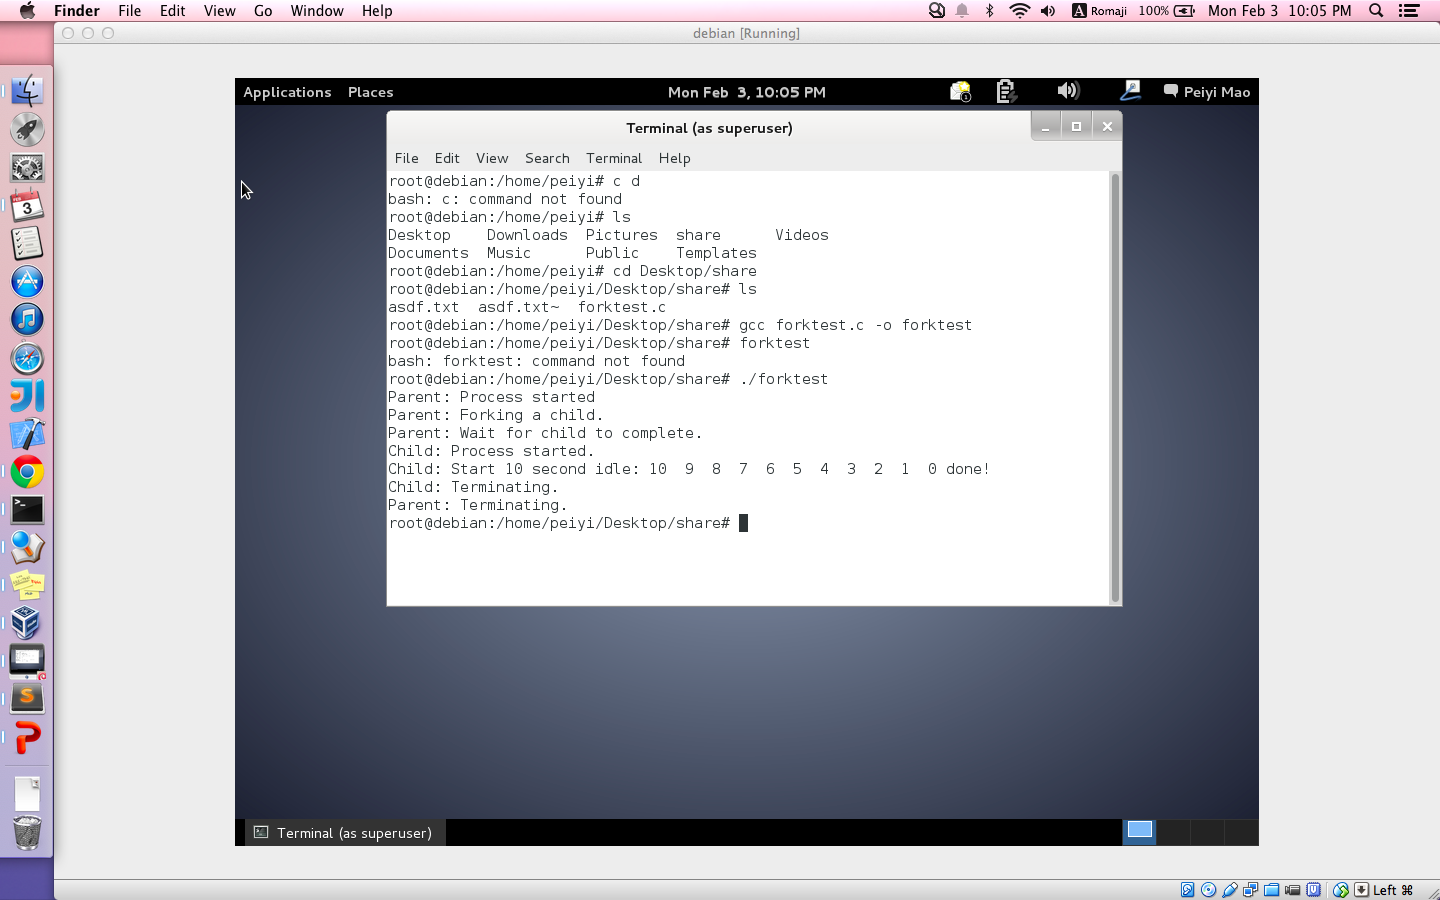 Finder File Edit View Go Window Help A Romaji 100% Mon Feb 3 10:05 PM
debian [Running]
Applications Places Mon Feb 3, 10:05 PM Peiyi Mao
Terminal (as superuser)
File Edit View Search Terminal Help
root@debian:/home/peiyi# c d
bash: c: command not found
root@debian:/home/peiyi# ls
Desktop    Downloads  Pictures  share      Videos
Documents  Music      Public    Templates
root@debian:/home/peiyi# cd Desktop/share
root@debian:/home/peiyi/Desktop/share# ls
asdf.txt  asdf.txt~  forktest.c
root@debian:/home/peiyi/Desktop/share# gcc forktest.c -o forktest
root@debian:/home/peiyi/Desktop/share# forktest
bash: forktest: command not found
root@debian:/home/peiyi/Desktop/share# ./forktest
Parent: Process started
Parent: Forking a child.
Parent: Wait for child to complete.
Child: Process started.
Child: Start 10 second idle: 10  9  8  7  6  5  4  3  2  1  0 done!
Child: Terminating.
Parent: Terminating.
root@debian:/home/peiyi/Desktop/share#
Terminal (as superuser)
Left ⌘